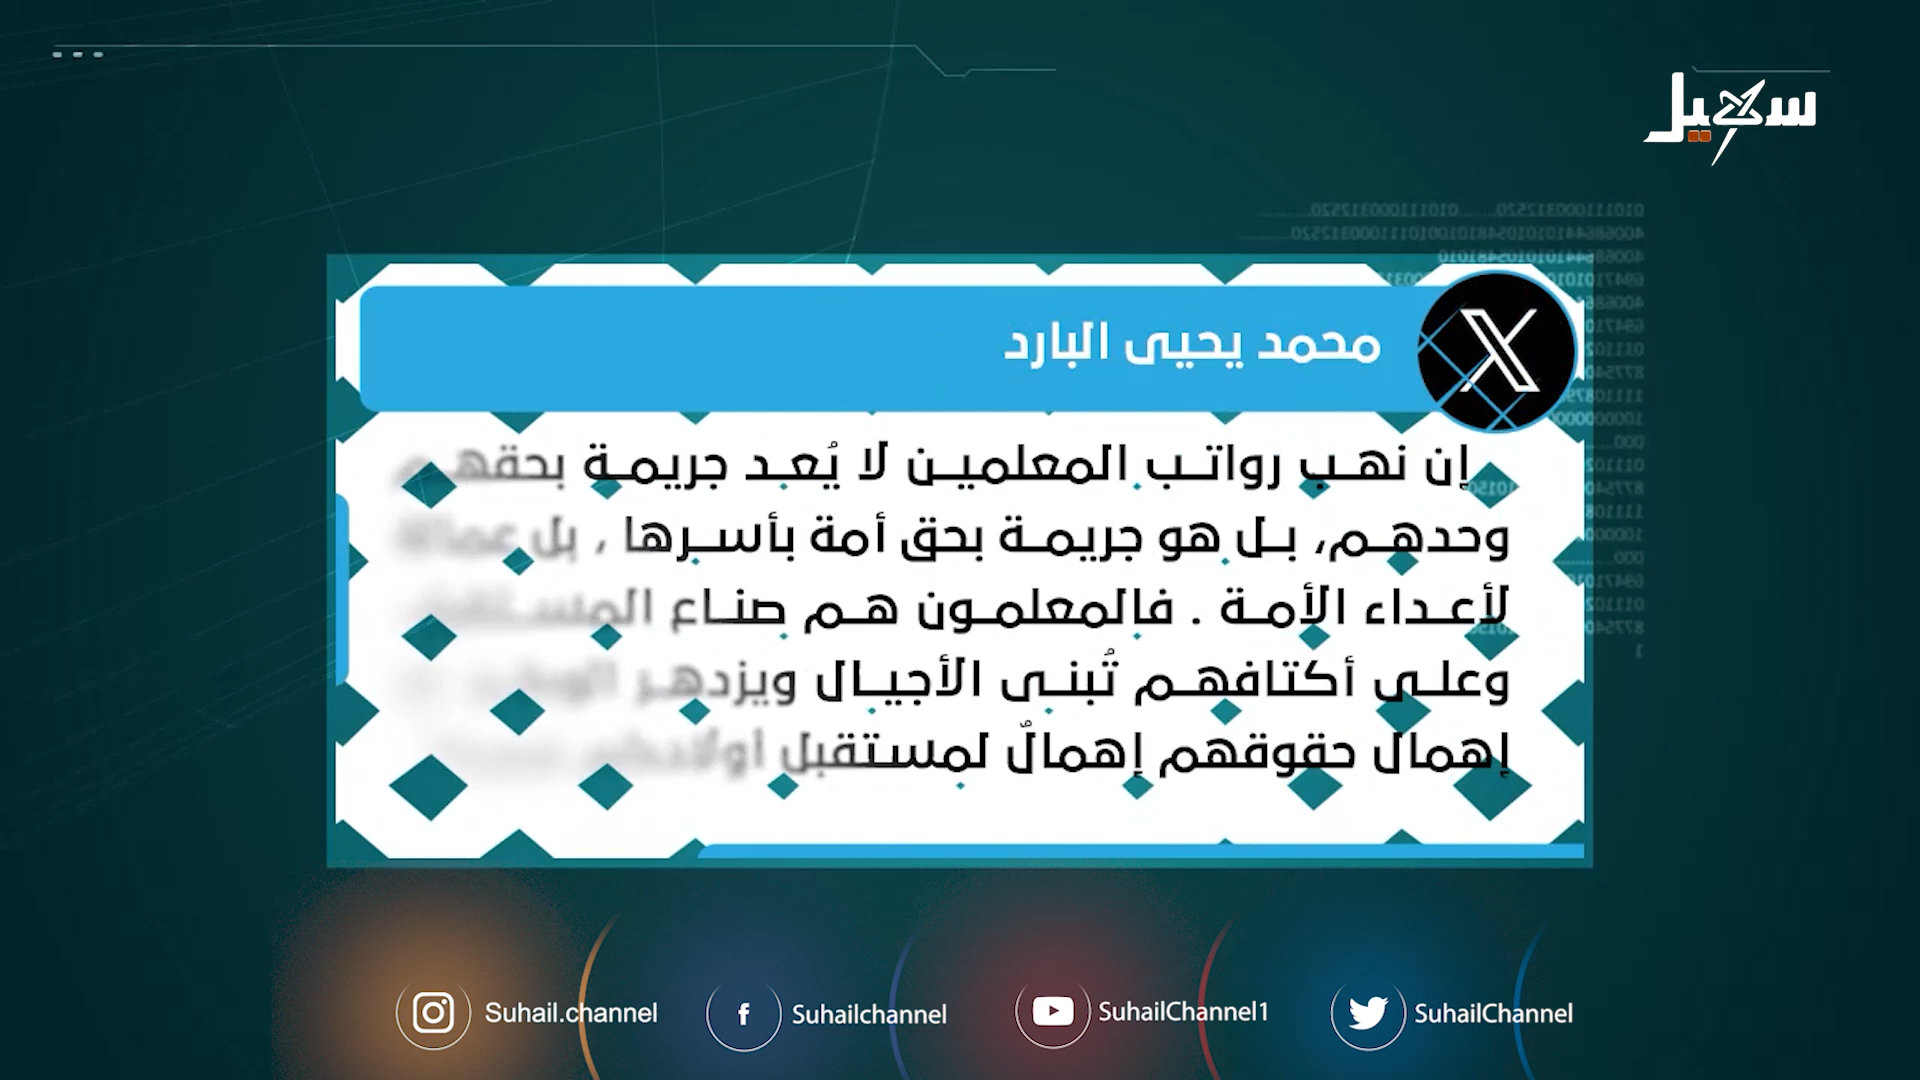 سهيل
محمد يحيى البارد
إن نهب رواتب المعلمين لا يُعد جريمة بحقهم
وحدهم، بل هو جريمة بحق أمة بأسرها ، بل
لأعداء الأمة . فالمعلمون هم صناع
وعلى أكتافهم تُبنى الأجيال ويزدهر
إهمال حقوقهم إهمالٌ لمستقبل
Suhail.channel
Suhailchannel
SuhailChannel1
SuhailChannel